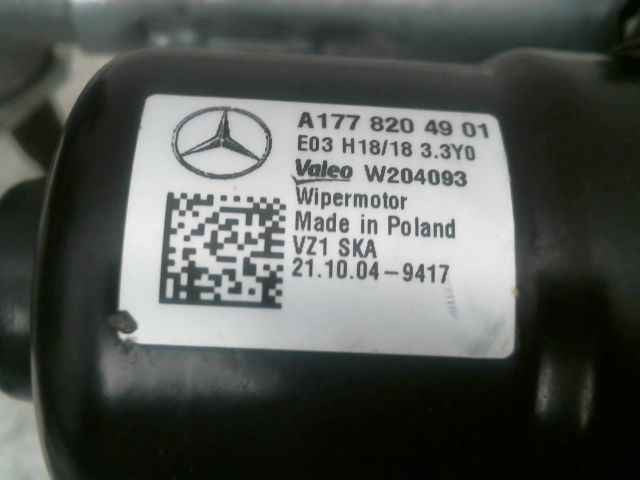 A177 820 49 01
E03 H18/18 3.3Y0
Valeo W204093
Wipermotor
Made in Poland
VZ1 SKA
21.10.04-9417